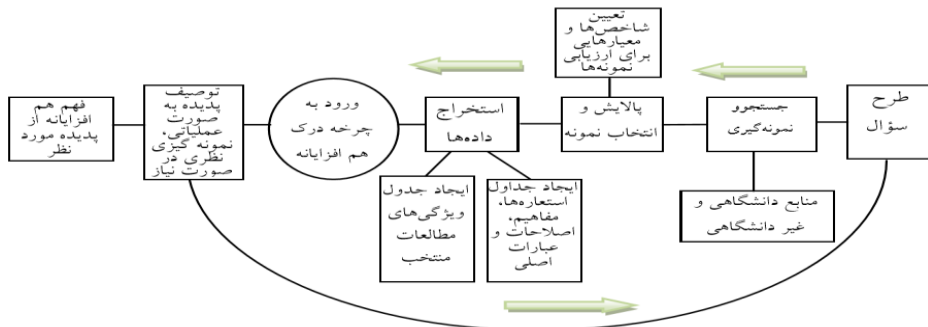 طرح
سؤال
جستجوو
نمونه‌گیری
منابع دانشگاهی و
غیر دانشگاهی
تعیین
شاخص‌ها و
معیارهایی
برای ارزیابی
نمونه‌ها
پالایش و
انتخاب نمونه
استخراج
داده‌ها
ایجاد جداول
استعاره‌ها،
مفاهیم،
اصلاحات و
عبارات
اصلی
ایجاد جدول
ویژگی‌های
مطالعات
منتخب
ورود به
چرخه درک
هم افزایانه
توصیف
پدیده به
صورت
عملیاتی،
نمونه گیزی
نظری در
صورت نیاز
فهم هم
افزایانه از
پدیده مورد
نظر